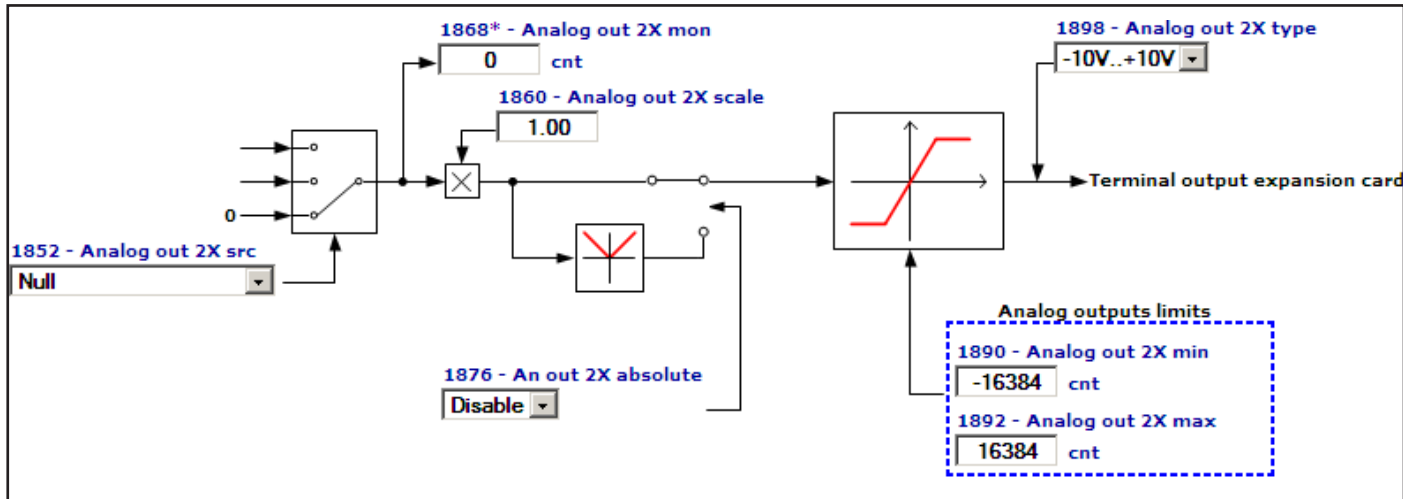 1868* - Analog out 2X mon
0 cnt
1898 - Analog out 2X type
-10V..+10V
1860 - Analog out 2X scale
1.00
Terminal output expansion card
0
1852 - Analog out 2X src
Null
Analog outputs limits
1890 - Analog out 2X min
-16384 cnt
1876 - An out 2X absolute
Disable
1892 - Analog out 2X max
16384 cnt